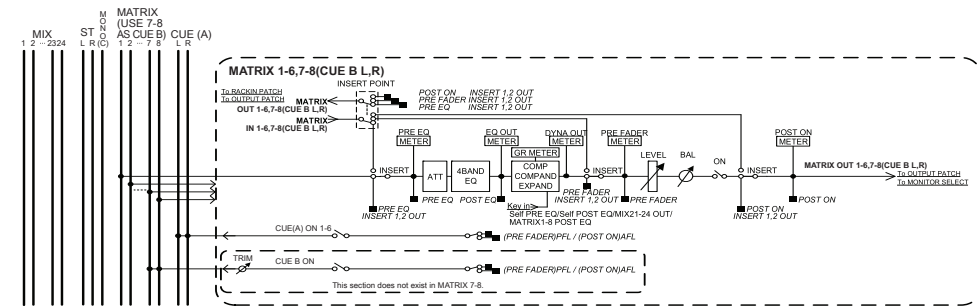 MIX
1 2 ··· 2324
ST
L R
MONO
(C)
MATRIX
(USE 7-8
AS CUE B)
1 2 ··· 7 8
CUE (A)
L R
MATRIX 1-6,7-8(CUE B L,R)
INSERT POINT
To RACKIN PATCH
To OUTPUT PATCH
MATRIX
OUT 1-6,7-8(CUE B L,R)
MATRIX
IN 1-6,7-8(CUE B L,R)
POST ON INSERT 1,2 OUT
PRE FADER INSERT 1,2 OUT
PRE EQ INSERT 1,2 OUT
PRE EQ
METER
EQ OUT
METER
DYNA OUT
METER
PRE FADER
METER
POST ON
METER
GR METER
INSERT
ATT
4BAND
EQ
COMP
COMPAND
EXPAND
INSERT
LEVEL
BAL
ON
INSERT
MATRIX OUT 1-6,7-8(CUE B L,R)
To OUTPUT PATCH
To MONITOR SELECT
PRE EQ
INSERT 1,2 OUT
PRE EQ
POST EQ
Key in
Self PRE EQ/Self POST EQ/MIX21-24 OUT/
MATRIX1-8 POST EQ
PRE FADER
INSERT 1,2 OUT
PRE FADER
POST ON
INSERT 1,2 OUT
POST ON
CUE(A) ON 1-6
(PRE FADER)PFL / (POST ON)AFL
TRIM
CUE B ON
(PRE FADER)PFL / (POST ON)AFL
This section does not exist in MATRIX 7-8.